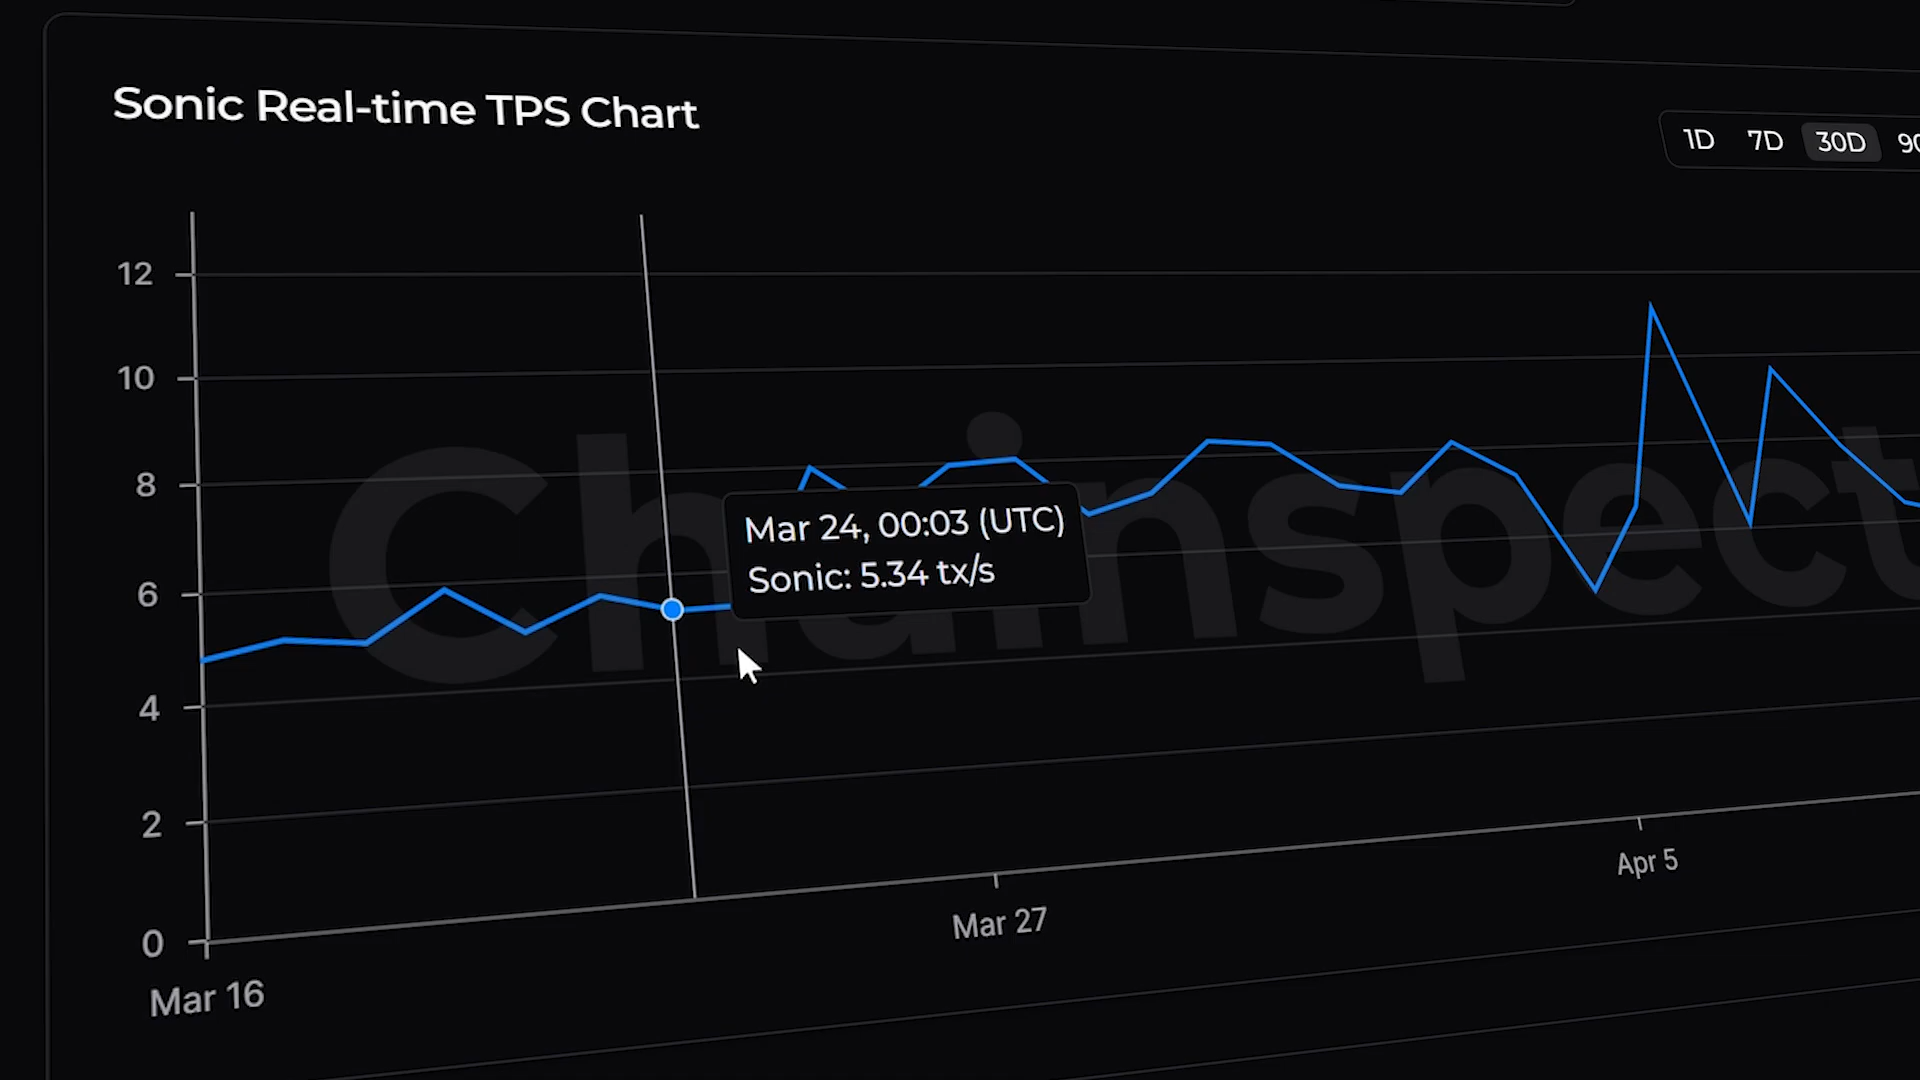 Sonic Real-time TPS Chart
1D 7D 30D
12
10
8
6
4
2
0
Chainspect
Mar 24, 00:03 (UTC)
Sonic: 5.34 tx/s
Mar 16
Mar 27
Apr 5